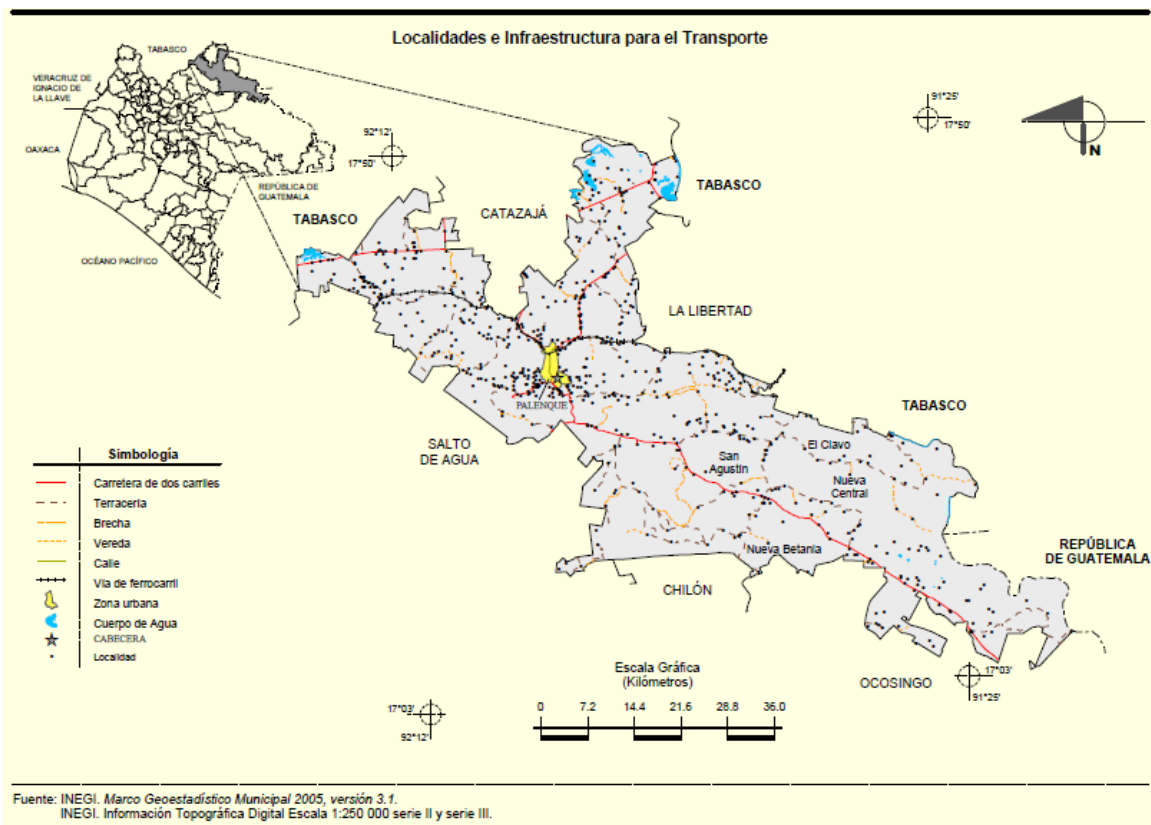 Localidades e Infraestructura para el Transporte
TABASCO
VERACRUZ DE
IGNACIO DE
LA LLAVE
OAXACA
REPÚBLICA DE
GUATEMALA
OCÉANO PACÍFICO
92°12'
17°50'
91°25'
17°50'
N
TABASCO
CATAZAJÁ
TABASCO
LA LIBERTAD
PALENQUE
TABASCO
SALTO
DE AGUA
El Clavo
San
Agustín
Nueva
Central
Nueva Betania
REPÚBLICA
DE GUATEMALA
CHILÓN
OCOSINGO
17°03'
91°25'
17°03'
92°12'
Simbología
Carretera de dos carriles
Terracería
Brecha
Vereda
Calle
Vía de ferrocarril
Zona urbana
Cuerpo de Agua
CABECERA
Localidad
Escala Gráfica
(Kilómetros)
0 7.2 14.4 21.6 28.8 36.0
Fuente: INEGI. Marco Geoestadístico Municipal 2005, versión 3.1.
INEGI. Información Topográfica Digital Escala 1:250 000 serie II y serie III.